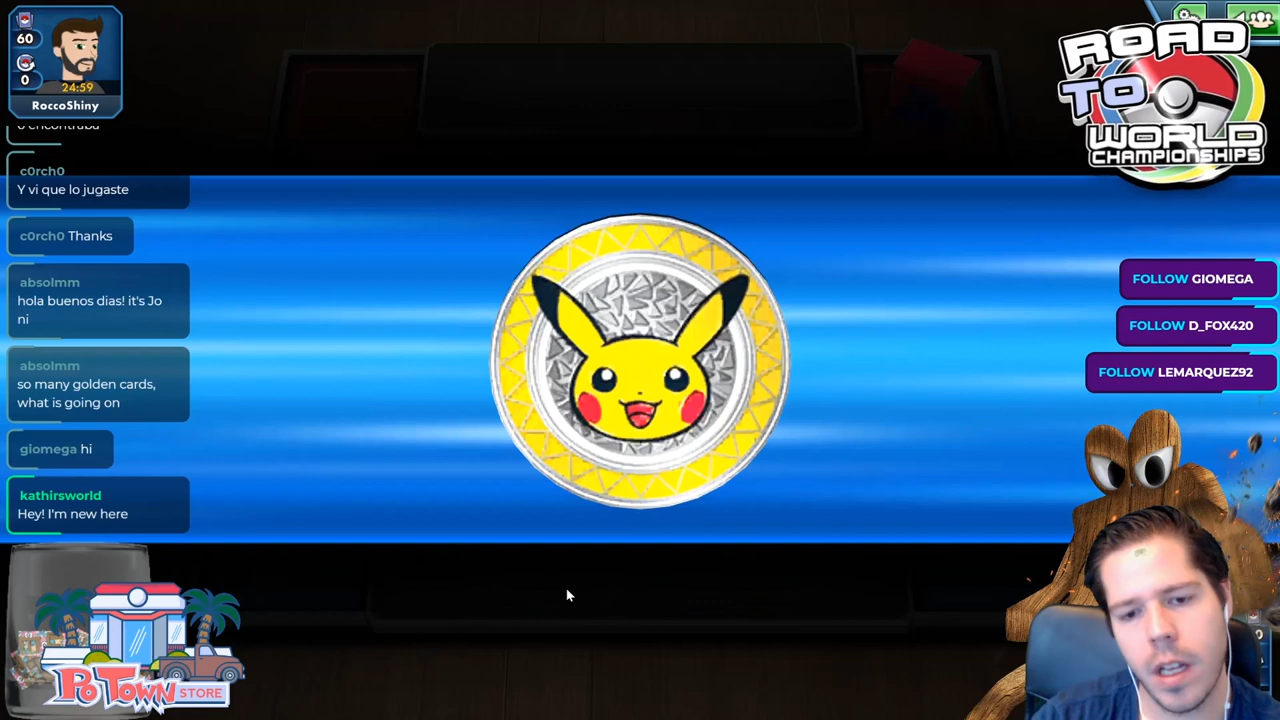 60
0
24:59
RoccoShiny
o encontraba
c0rch0
Y vi que lo jugaste
c0rch0 Thanks
absolmm
hola buenos dias! it's Jo
ni
absolmm
so many golden cards,
what is going on
giomega hi
kathirsworld
Hey! I'm new here
PoTown
STORE
ROAD
TO
WORLD
CHAMPIONSHIPS
FOLLOW GIOMEGA
FOLLOW D_FOX420
FOLLOW LEMARQUEZ92